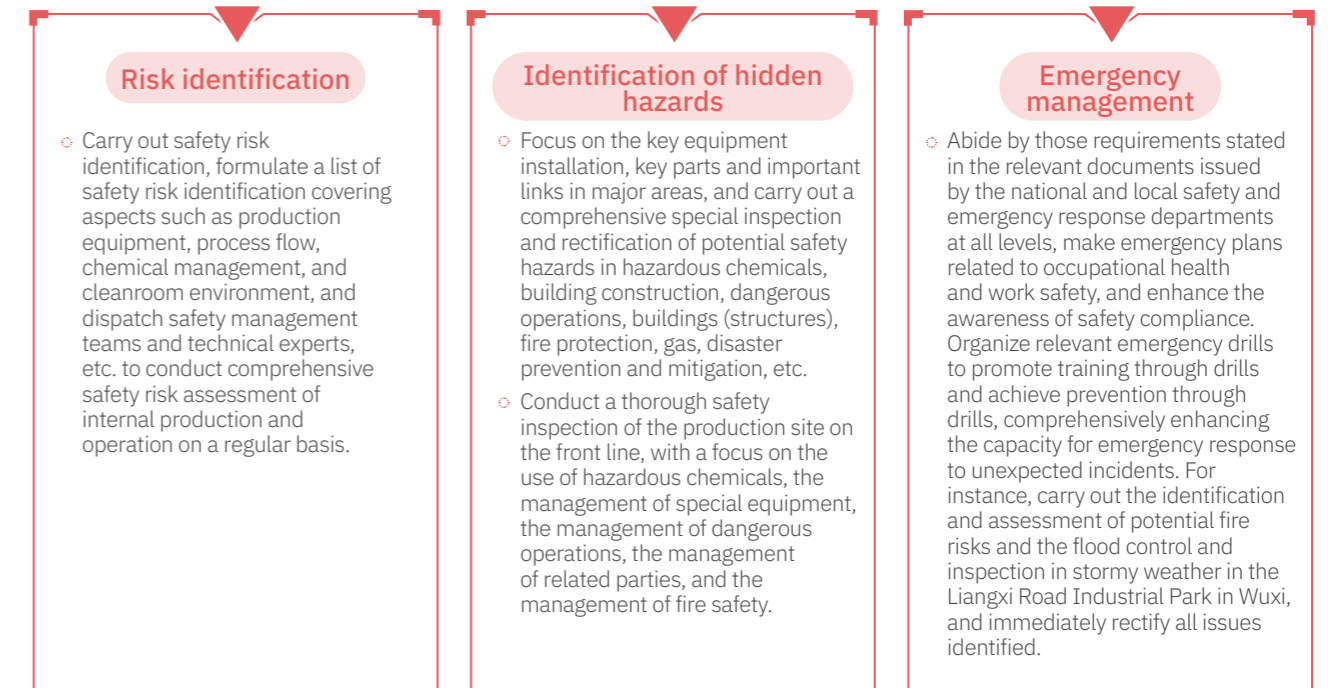 Risk identification
Carry out safety risk
identification, formulate a list of
safety risk identification covering
aspects such as production
equipment, process flow,
chemical management, and
cleanroom environment, and
dispatch safety management
teams and technical experts,
etc. to conduct comprehensive
safety risk assessment of
internal production and
operation on a regular basis.
Identification of hidden
hazards
Focus on the key equipment
installation, key parts and important
links in major areas, and carry out a
comprehensive special inspection
and rectification of potential safety
hazards in hazardous chemicals,
building construction, dangerous
operations, buildings (structures),
fire protection, gas, disaster
prevention and mitigation, etc.
Conduct a thorough safety
inspection of the production site on
the front line, with a focus on the
use of hazardous chemicals, the
management of special equipment,
the management of dangerous
operations, the management
of related parties, and the
management of fire safety.
Emergency
management
Abide by those requirements stated
in the relevant documents issued
by the national and local safety and
emergency response departments
at all levels, make emergency plans
related to occupational health
and work safety, and enhance the
awareness of safety compliance.
Organize relevant emergency drills
to promote training through drills
and achieve prevention through
drills, comprehensively enhancing
the capacity for emergency response
to unexpected incidents. For
instance, carry out the identification
and assessment of potential fire
risks and the flood control and
inspection in stormy weather in the
Liangxi Road Industrial Park in Wuxi,
and immediately rectify all issues
identified.